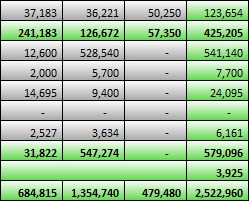 37,183 36,221 50,250 123,654
241,183 126,672 57,350 425,205
12,600 528,540 - 541,140
2,000 5,700 - 7,700
14,695 9,400 - 24,095
- - - -
2,527 3,634 - 6,161
31,822 547,274 - 579,096
3,925
684,815 1,354,740 479,480 2,522,960